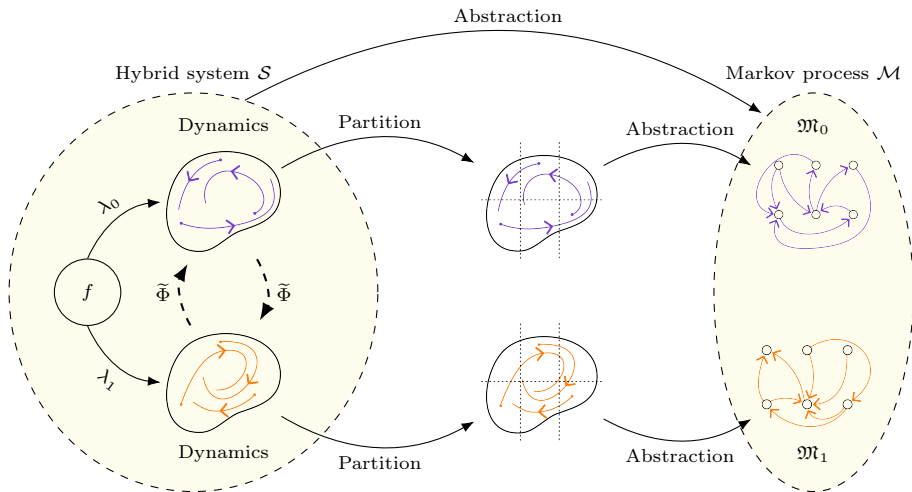 Abstraction
Hybrid system 𝒮
Markov process ℳ
Dynamics
Partition
Abstraction
𝔐₀
λ₀
f
Φ̃
Φ̃
λ₁
Dynamics
Partition
Abstraction
𝔐₁